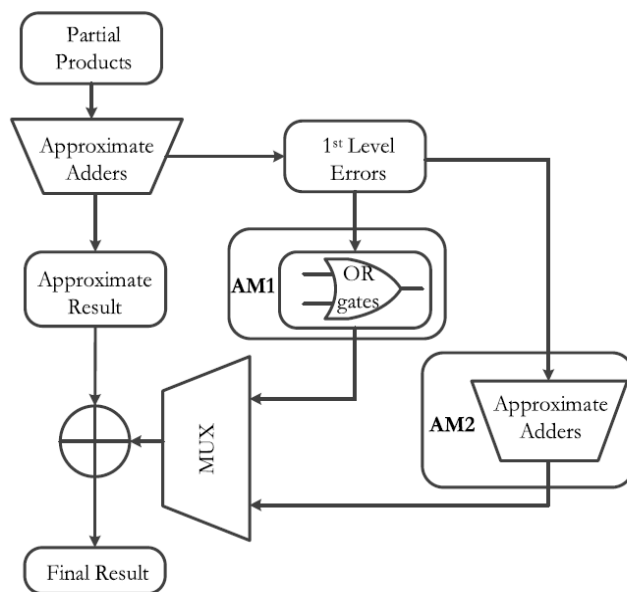 Partial
Products
Approximate
Adders
1st Level
Errors
Approximate
Result
AM1
OR
gates
AM2
Approximate
Adders
MUX
Final Result